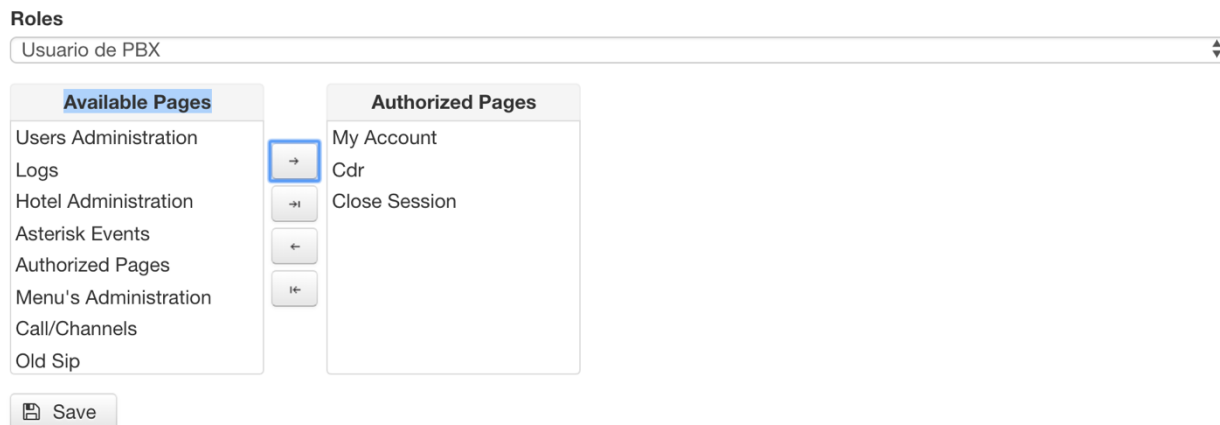 Roles
Usuario de PBX
Available Pages
Users Administration
Logs
Hotel Administration
Asterisk Events
Authorized Pages
Menu's Administration
Call/Channels
Old Sip
Authorized Pages
My Account
Cdr
Close Session
Save